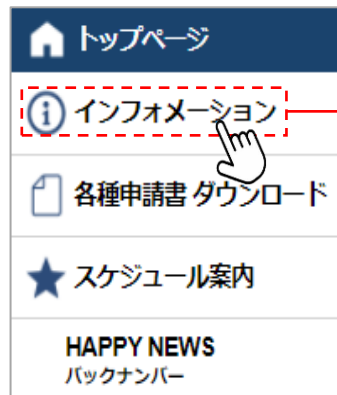 トップページ
インフォメーション
各種申請書 ダウンロード
スケジュール案内
HAPPY NEWS
バックナンバー